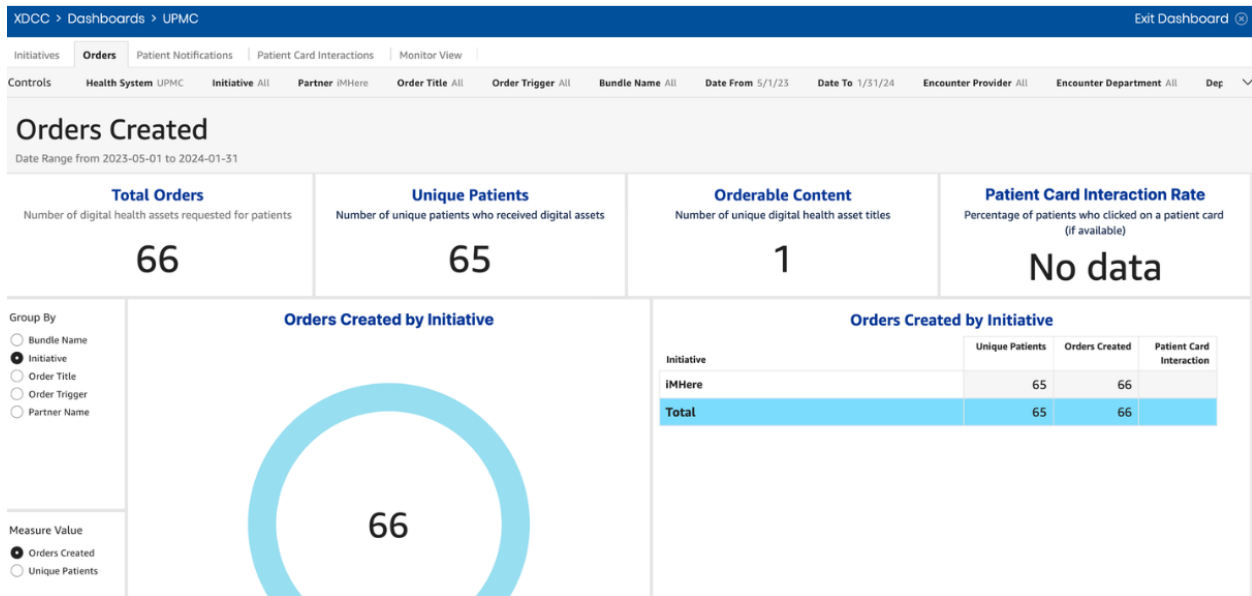 XDCC > Dashboards > UPMC
Exit Dashboard
Initiatives
Orders
Patient Notifications
Patient Card Interactions
Monitor View
Controls
Health System UPMC
Initiative All
Partner iMHere
Order Title All
Order Trigger All
Bundle Name All
Date From 5/1/23
Date To 1/31/24
Encounter Provider All
Encounter Department All
Dep
Orders Created
Date Range from 2023-05-01 to 2024-01-31
Total Orders
Number of digital health assets requested for patients
66
Unique Patients
Number of unique patients who received digital assets
65
Orderable Content
Number of unique digital health asset titles
1
Patient Card Interaction Rate
Percentage of patients who clicked on a patient card
(if available)
No data
Group By
Bundle Name
Initiative
Order Title
Order Trigger
Partner Name
Measure Value
Orders Created
Unique Patients
Orders Created by Initiative
66
Orders Created by Initiative
Initiative
Unique Patients
Orders Created
Patient Card
Interaction
iMHere 65 66
Total 65 66